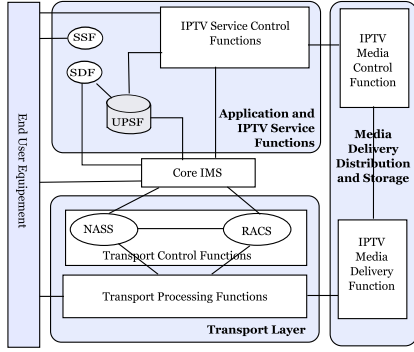 End User Equipement
SSF
SDF
UPSF
IPTV Service Control
Functions
Application and
IPTV Service
Functions
IPTV
Media
Control
Function
Media
Delivery
Distribution
and Storage
Core IMS
NASS
RACS
Transport Control Functions
Transport Processing Functions
Transport Layer
IPTV
Media
Delivery
Function